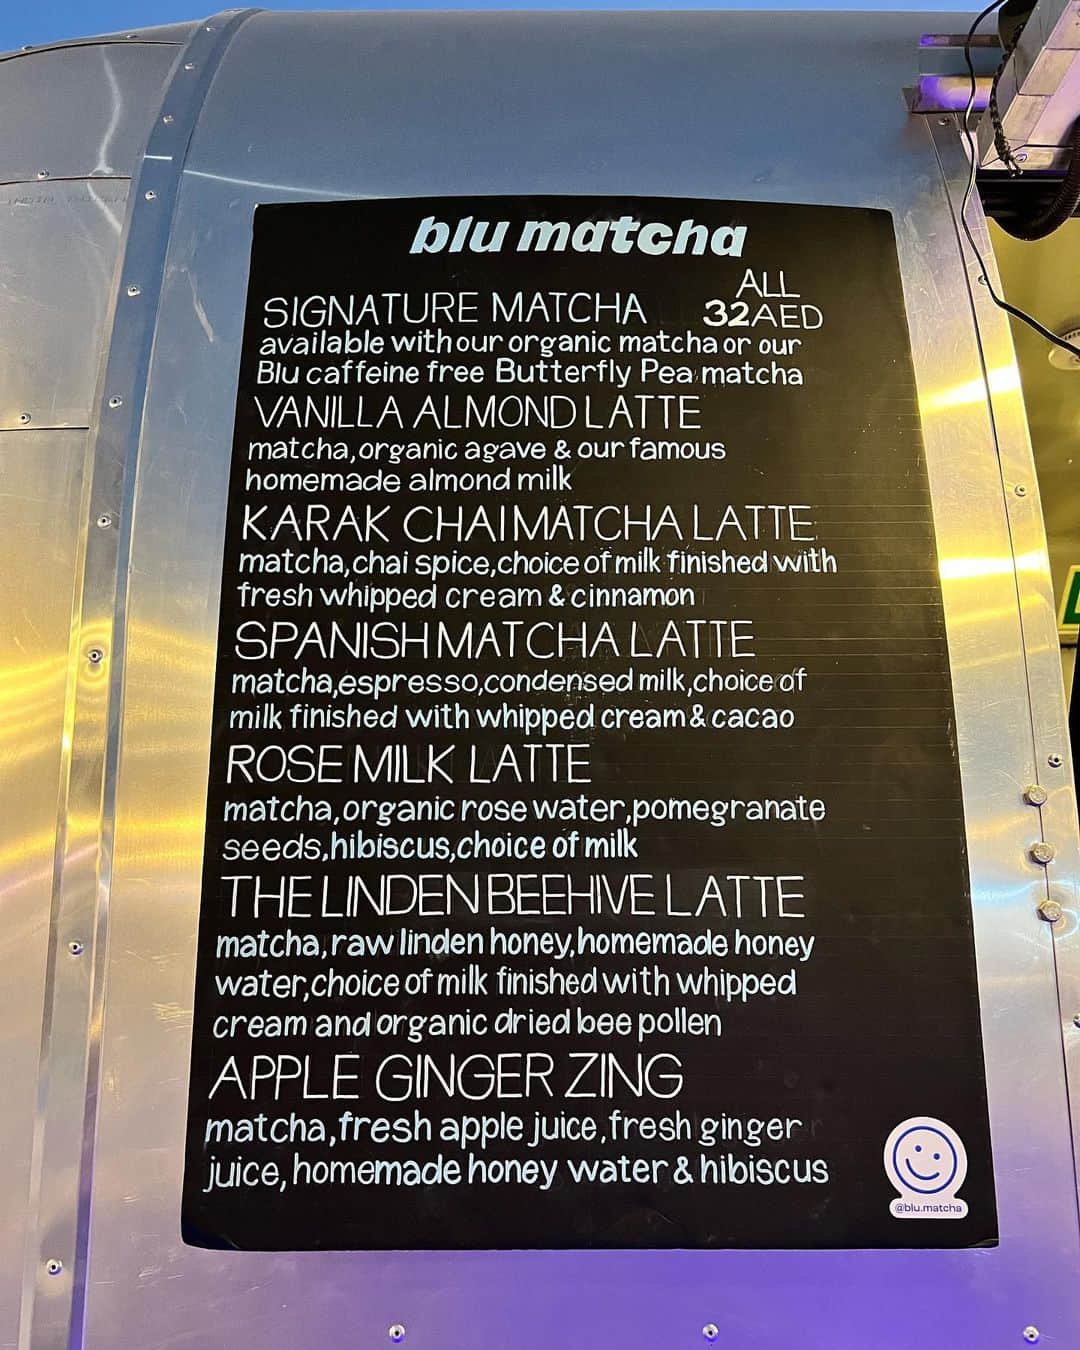 blu matcha
ALL
SIGNATURE MATCHA 32AED
available with our organic matcha or our
Blu caffeine free Butterfly Pea matcha
VANILLA ALMOND LATTE
matcha, organic agave & our famous
homemade almond milk
KARAK CHAI MATCHA LATTE
matcha, chai spice, choice of milk finished with
fresh whipped cream & cinnamon
SPANISH MATCHA LATTE
matcha, espresso, condensed milk, choice of
milk finished with whipped cream & cacao
ROSE MILK LATTE
matcha, organic rose water, pomegranate
seeds, hibiscus, choice of milk
THE LINDEN BEEHIVE LATTE
matcha, raw linden honey, homemade honey
water, choice of milk finished with whipped
cream and organic dried bee pollen
APPLE GINGER ZING
matcha, fresh apple juice, fresh ginger
juice, homemade honey water & hibiscus
@blu.matcha